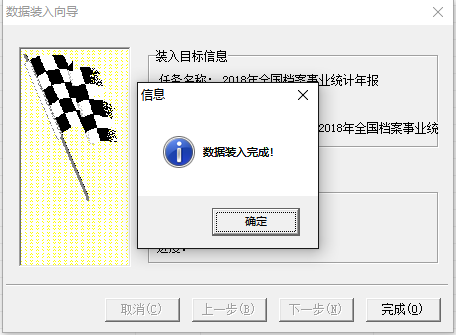 数据装入向导
装入目标信息
任务名称： 2018年全国档案事业统计年报
信息
2018年全国档案事业统
数据装入完成！
确定
进度：
取消(C)
上一步(B)
下一步(N)
完成(O)